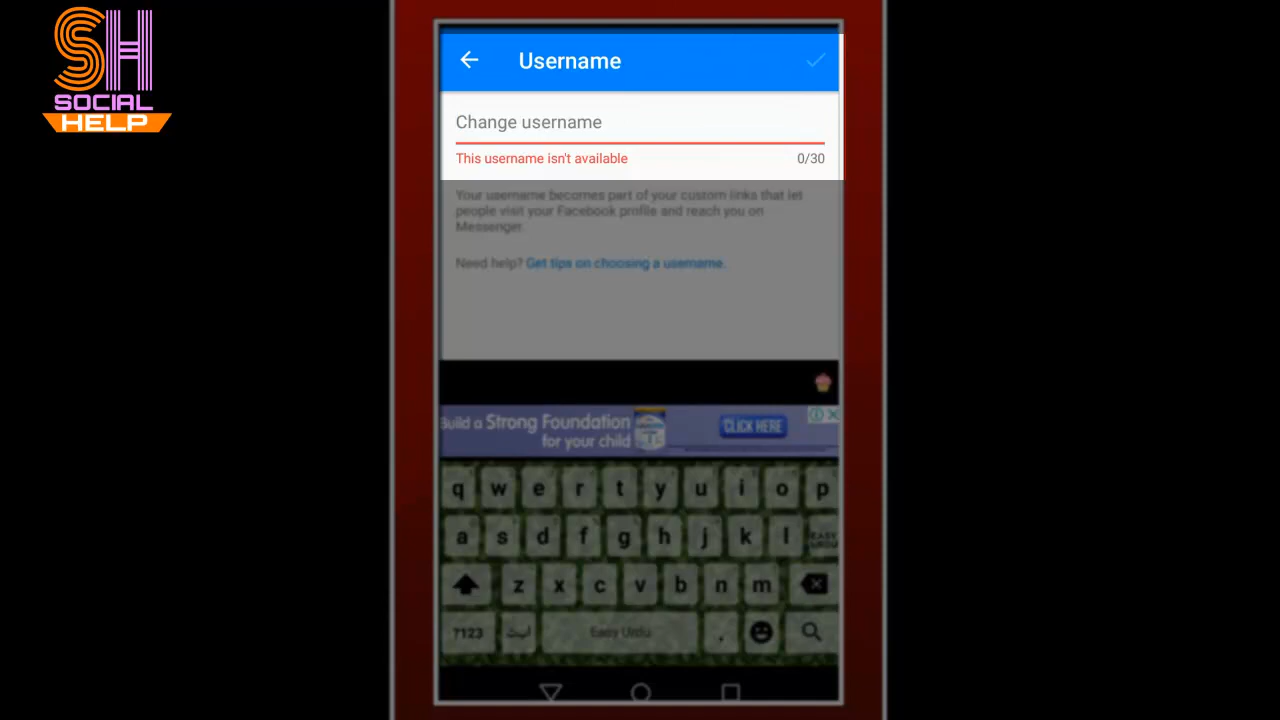 SH
SOCIAL
HELP
Username
Change username
This username isn't available 0/30
Your username becomes part of your custom links that let
people visit your Facebook profile and reach you on
Messenger.
Need help? Get tips on choosing a username.
Build a Strong Foundation
for your child
CLICK HERE
q w e r t y u i o p
a s d f g h j k l EASY URDU
z x c v b n m
?123 Easy Urdu .